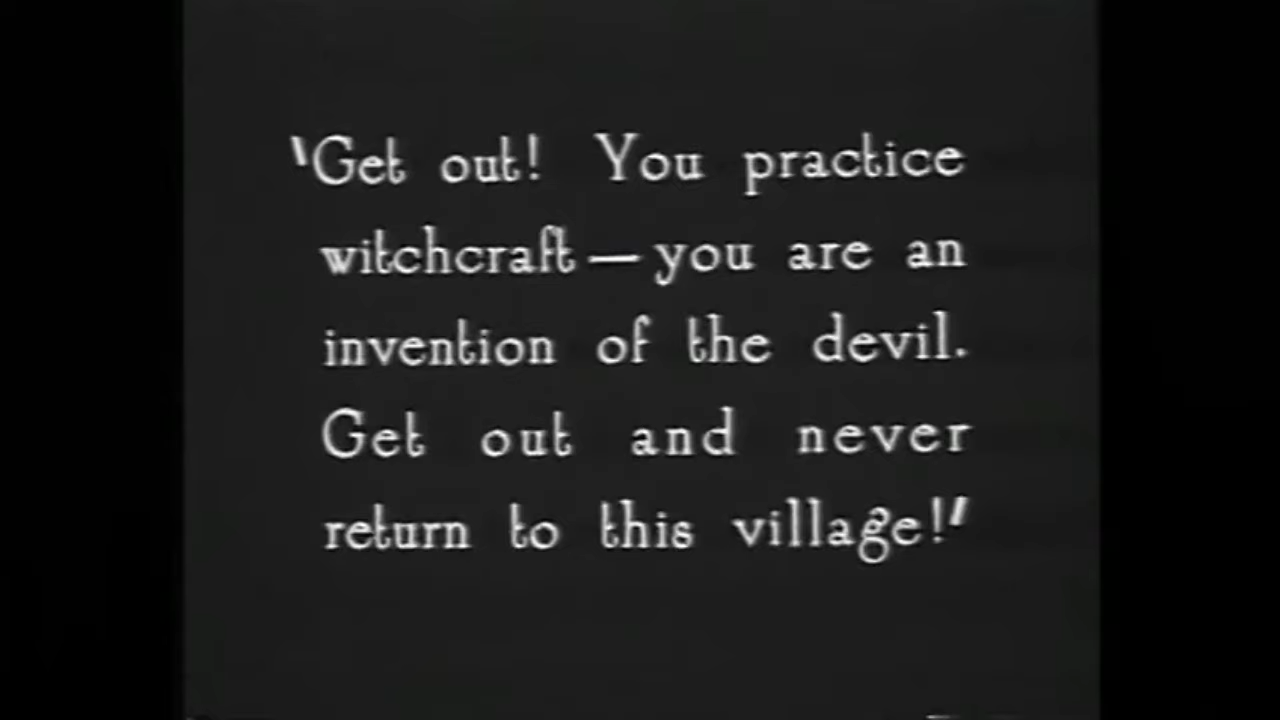 "Get out! You practice
witchcraft—you are an
invention of the devil.
Get out and never
return to this village!"